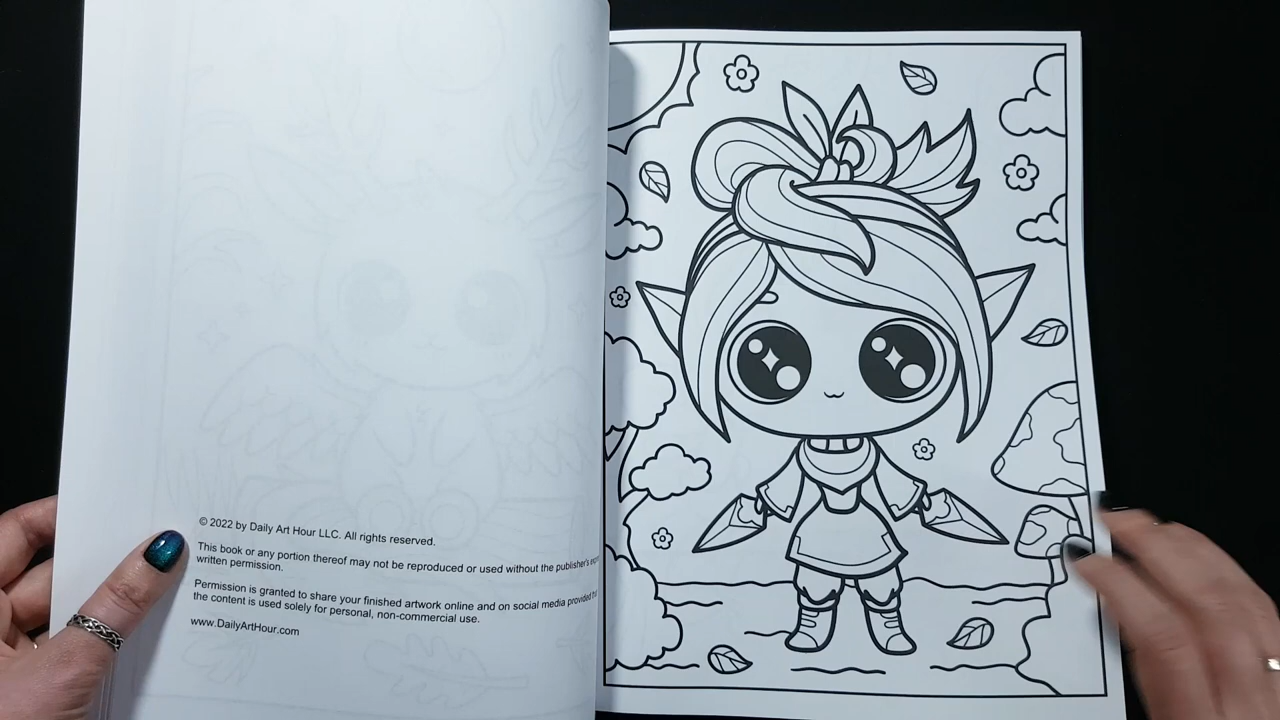 © 2022 by Daily Art Hour LLC. All rights reserved.
This book or any portion thereof may not be reproduced or used without the publisher's
written permission.
Permission is granted to share your finished artwork online and on social media provided
the content is used solely for personal, non-commercial use.
www.DailyArtHour.com